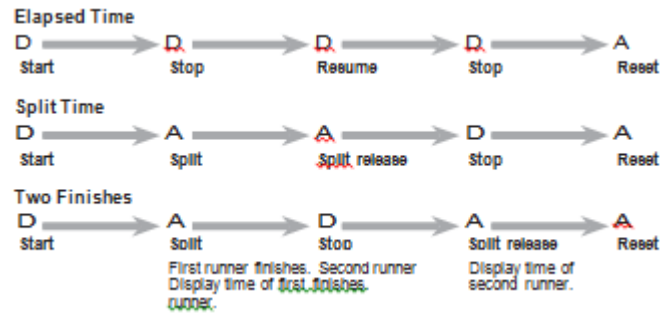 Elapsed Time
D D D D A
Start Stop Resume Stop Reset
Split Time
D A A D A
Start Split Split release Stop Reset
Two Finishes
D A D A A
Start Split Stop Split release Reset
First runner finishes. Second runner Display time of
Display time of first finishes. second runner.
runner.